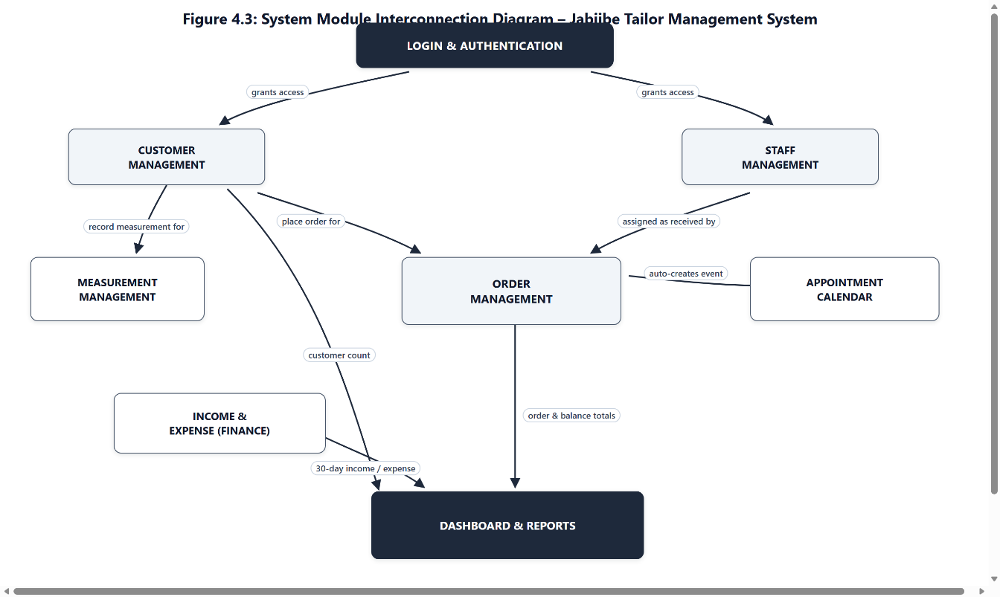 Figure 4.3: System Module Interconnection Diagram – Jabiibe Tailor Management System
LOGIN & AUTHENTICATION
grants access
grants access
CUSTOMER
MANAGEMENT
STAFF
MANAGEMENT
record measurement for
place order for
assigned as received by
MEASUREMENT
MANAGEMENT
ORDER
MANAGEMENT
auto-creates event
APPOINTMENT
CALENDAR
customer count
INCOME &
EXPENSE (FINANCE)
order & balance totals
30-day income / expense
DASHBOARD & REPORTS